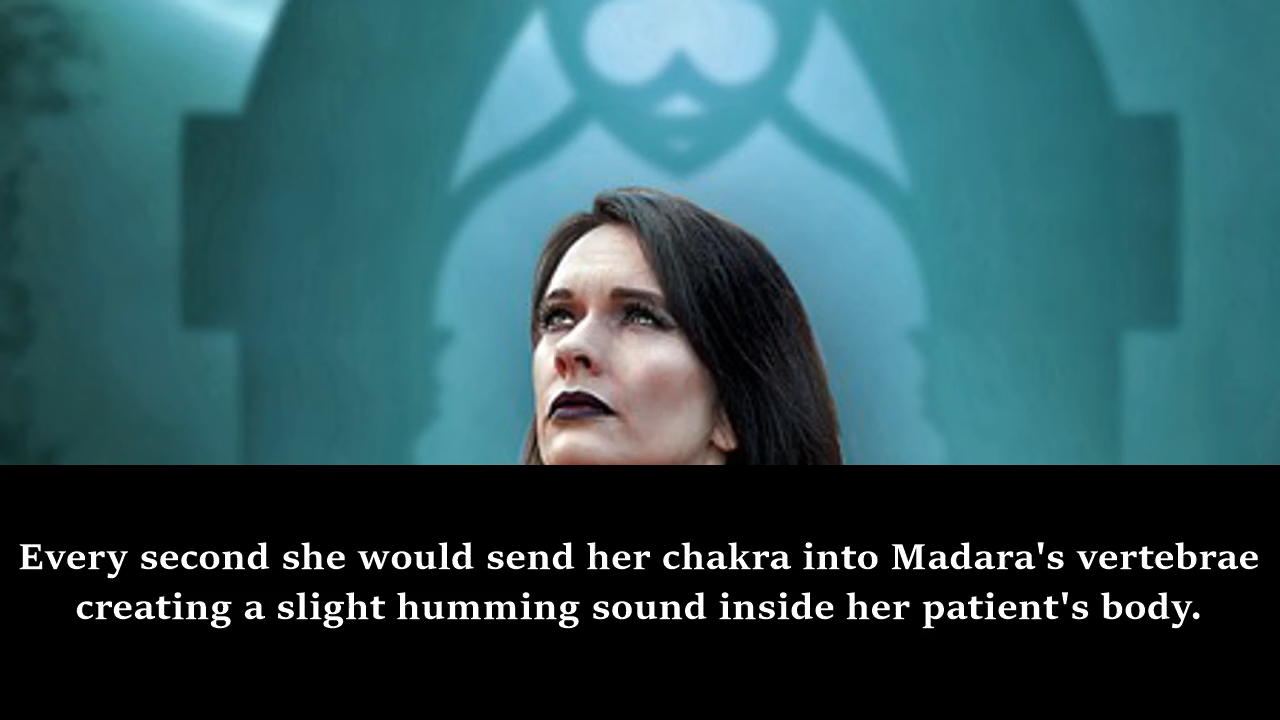 Every second she would send her chakra into Madara's vertebrae
creating a slight humming sound inside her patient's body.